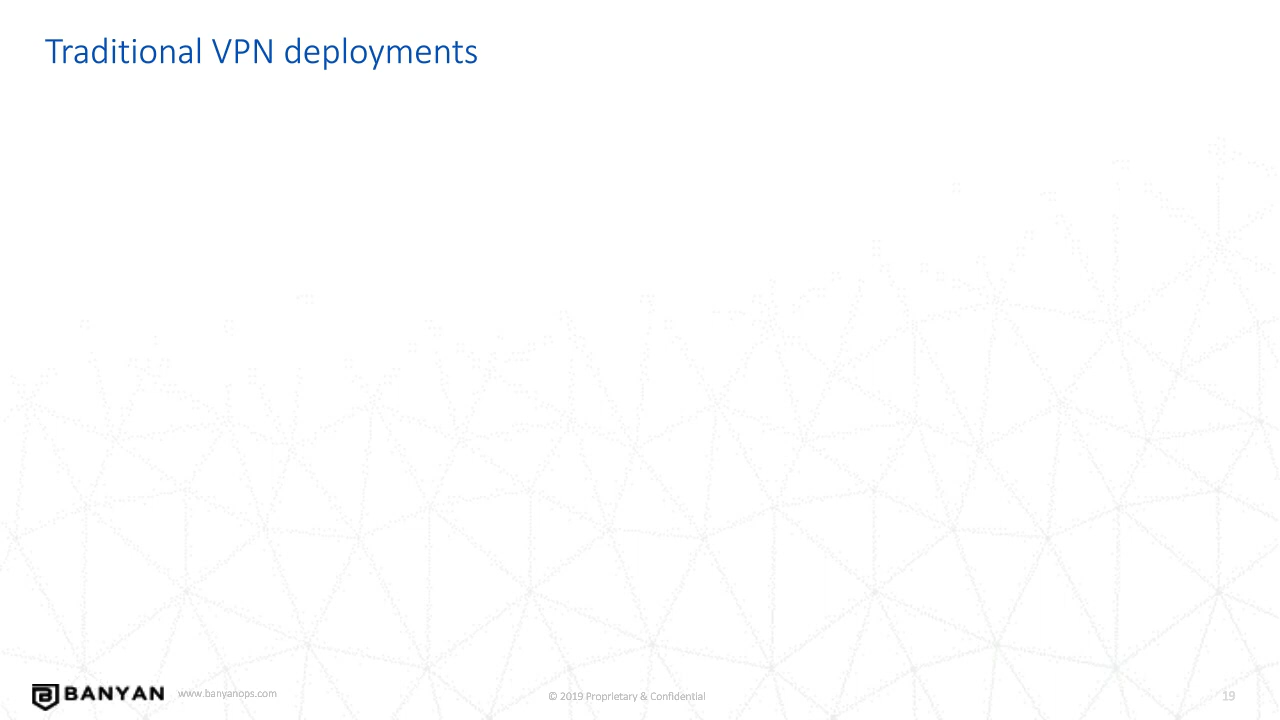 Traditional VPN deployments
BANYAN
www.banyanops.com
© 2019 Proprietary & Confidential
19